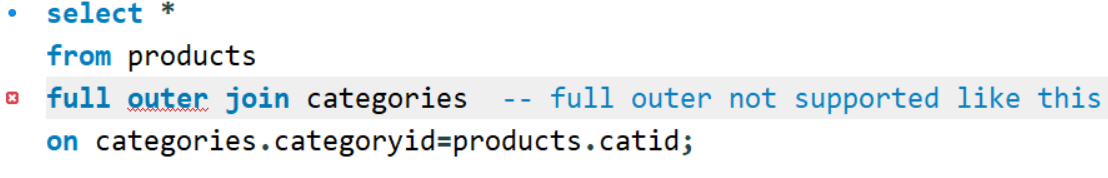 select *
from products
full outer join categories  -- full outer not supported like this
on categories.categoryid=products.catid;